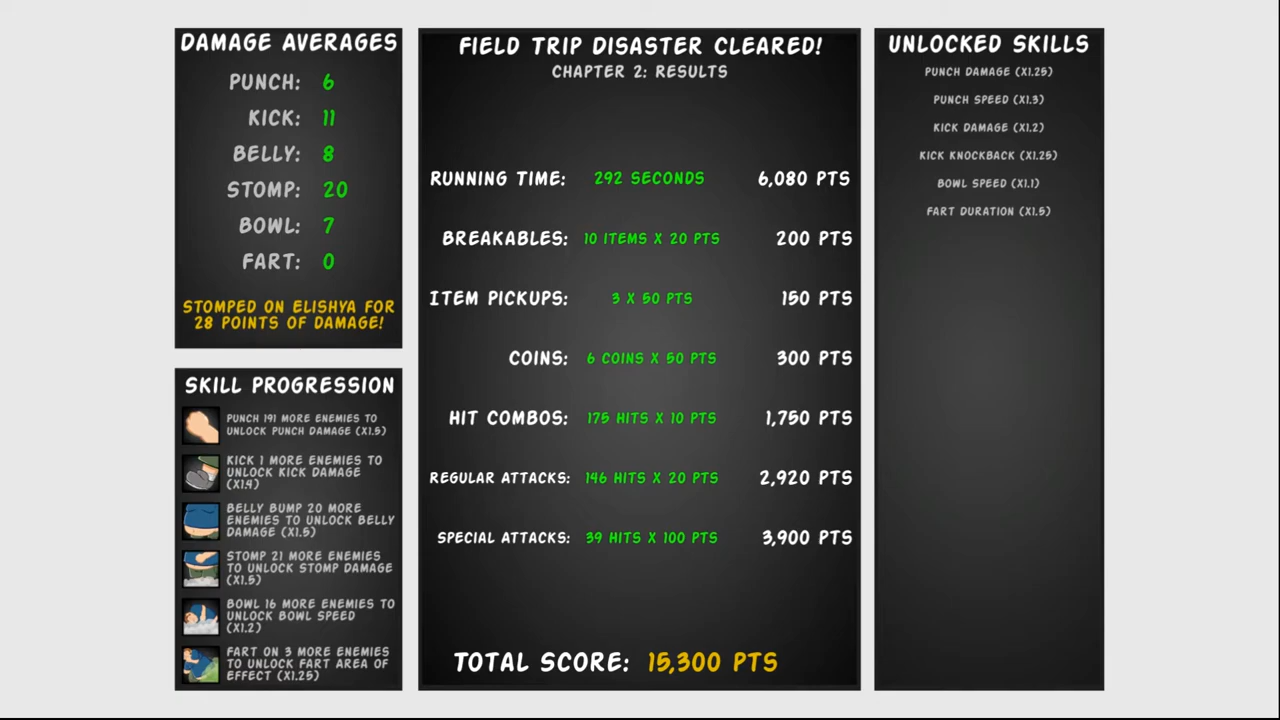 DAMAGE AVERAGES
PUNCH: 6
KICK: 11
BELLY: 8
STOMP: 20
BOWL: 7
FART: 0
STOMPED ON ELISHYA FOR
28 POINTS OF DAMAGE!
SKILL PROGRESSION
PUNCH 191 MORE ENEMIES TO
UNLOCK PUNCH DAMAGE (X1.5)
KICK 1 MORE ENEMIES TO
UNLOCK KICK DAMAGE
(X1.4)
BELLY BUMP 20 MORE
ENEMIES TO UNLOCK BELLY
DAMAGE (X1.5)
STOMP 21 MORE ENEMIES
TO UNLOCK STOMP DAMAGE
(X1.5)
BOWL 16 MORE ENEMIES TO
UNLOCK BOWL SPEED
(X1.2)
FART ON 3 MORE ENEMIES
TO UNLOCK FART AREA OF
EFFECT (X1.25)
FIELD TRIP DISASTER CLEARED!
CHAPTER 2: RESULTS
RUNNING TIME: 292 SECONDS 6,080 PTS
BREAKABLES: 10 ITEMS X 20 PTS 200 PTS
ITEM PICKUPS: 3 X 50 PTS 150 PTS
COINS: 6 COINS X 50 PTS 300 PTS
HIT COMBOS: 175 HITS X 10 PTS 1,750 PTS
REGULAR ATTACKS: 146 HITS X 20 PTS 2,920 PTS
SPECIAL ATTACKS: 39 HITS X 100 PTS 3,900 PTS
TOTAL SCORE: 15,300 PTS
UNLOCKED SKILLS
PUNCH DAMAGE (X1.25)
PUNCH SPEED (X1.3)
KICK DAMAGE (X1.2)
KICK KNOCKBACK (X1.25)
BOWL SPEED (X1.1)
FART DURATION (X1.5)